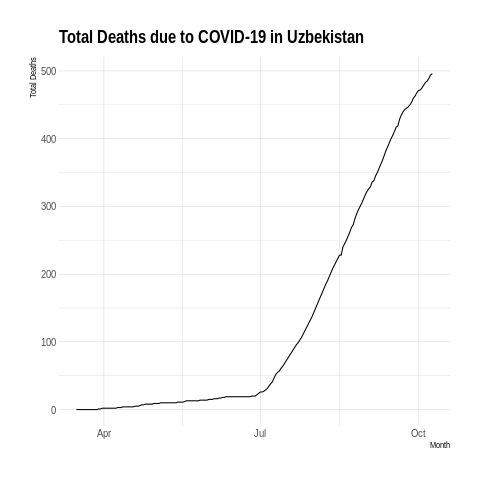 Total Deaths due to COVID-19 in Uzbekistan
Total Deaths
500
400
300
200
100
0
Apr
Jul
Oct
Month